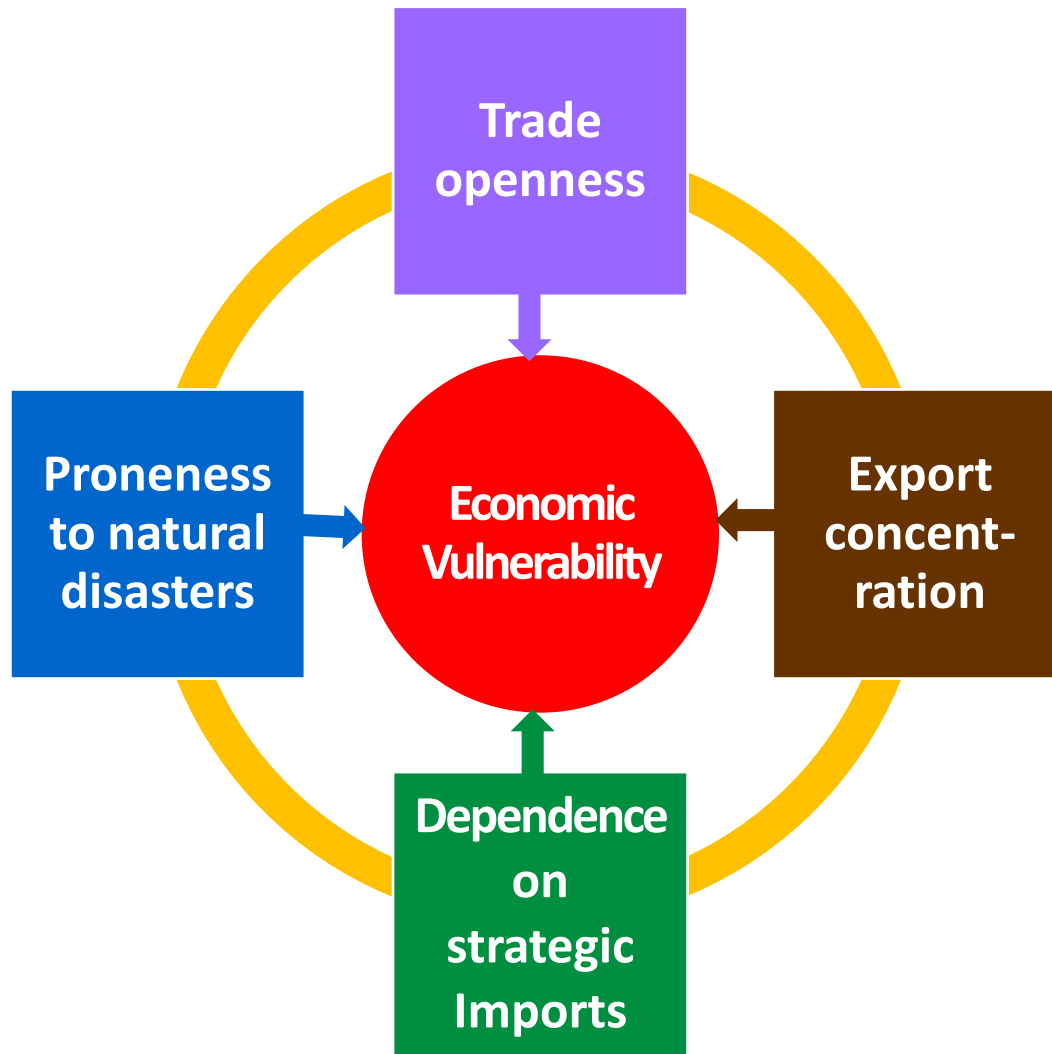 Trade
openness
Proneness
to natural
disasters
Economic
Vulnerability
Export
concent-
ration
Dependence
on
strategic
Imports